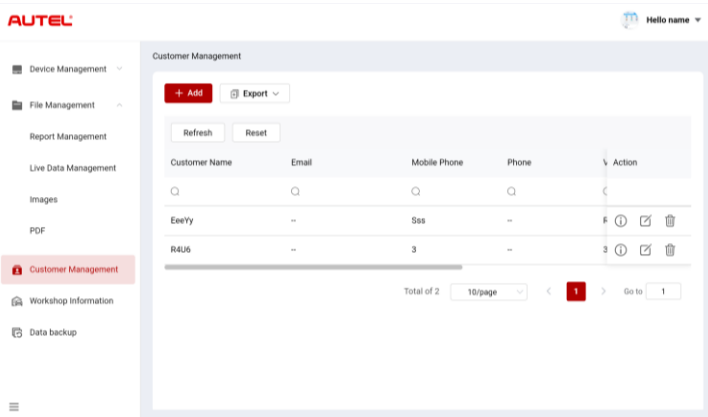 AUTEL
Hello name
Device Management
File Management
Report Management
Live Data Management
Images
PDF
Customer Management
Workshop Information
Data backup
Customer Management
+ Add
Export
Refresh
Reset
Customer Name Email Mobile Phone Phone Action
EeeYy -- Sss --
R4U6 -- 3 -- 3
Total of 2 10/page < 1 > Go to 1